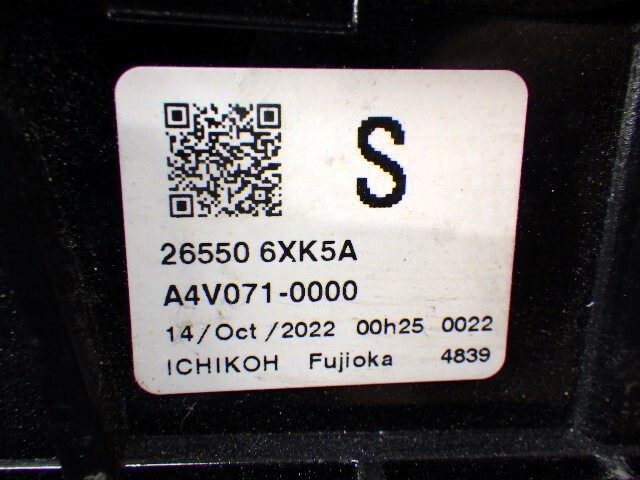 S
26550 6XK5A
A4V071-0000
14/Oct/2022 00h25 0022
ICHIKOH Fujioka 4839